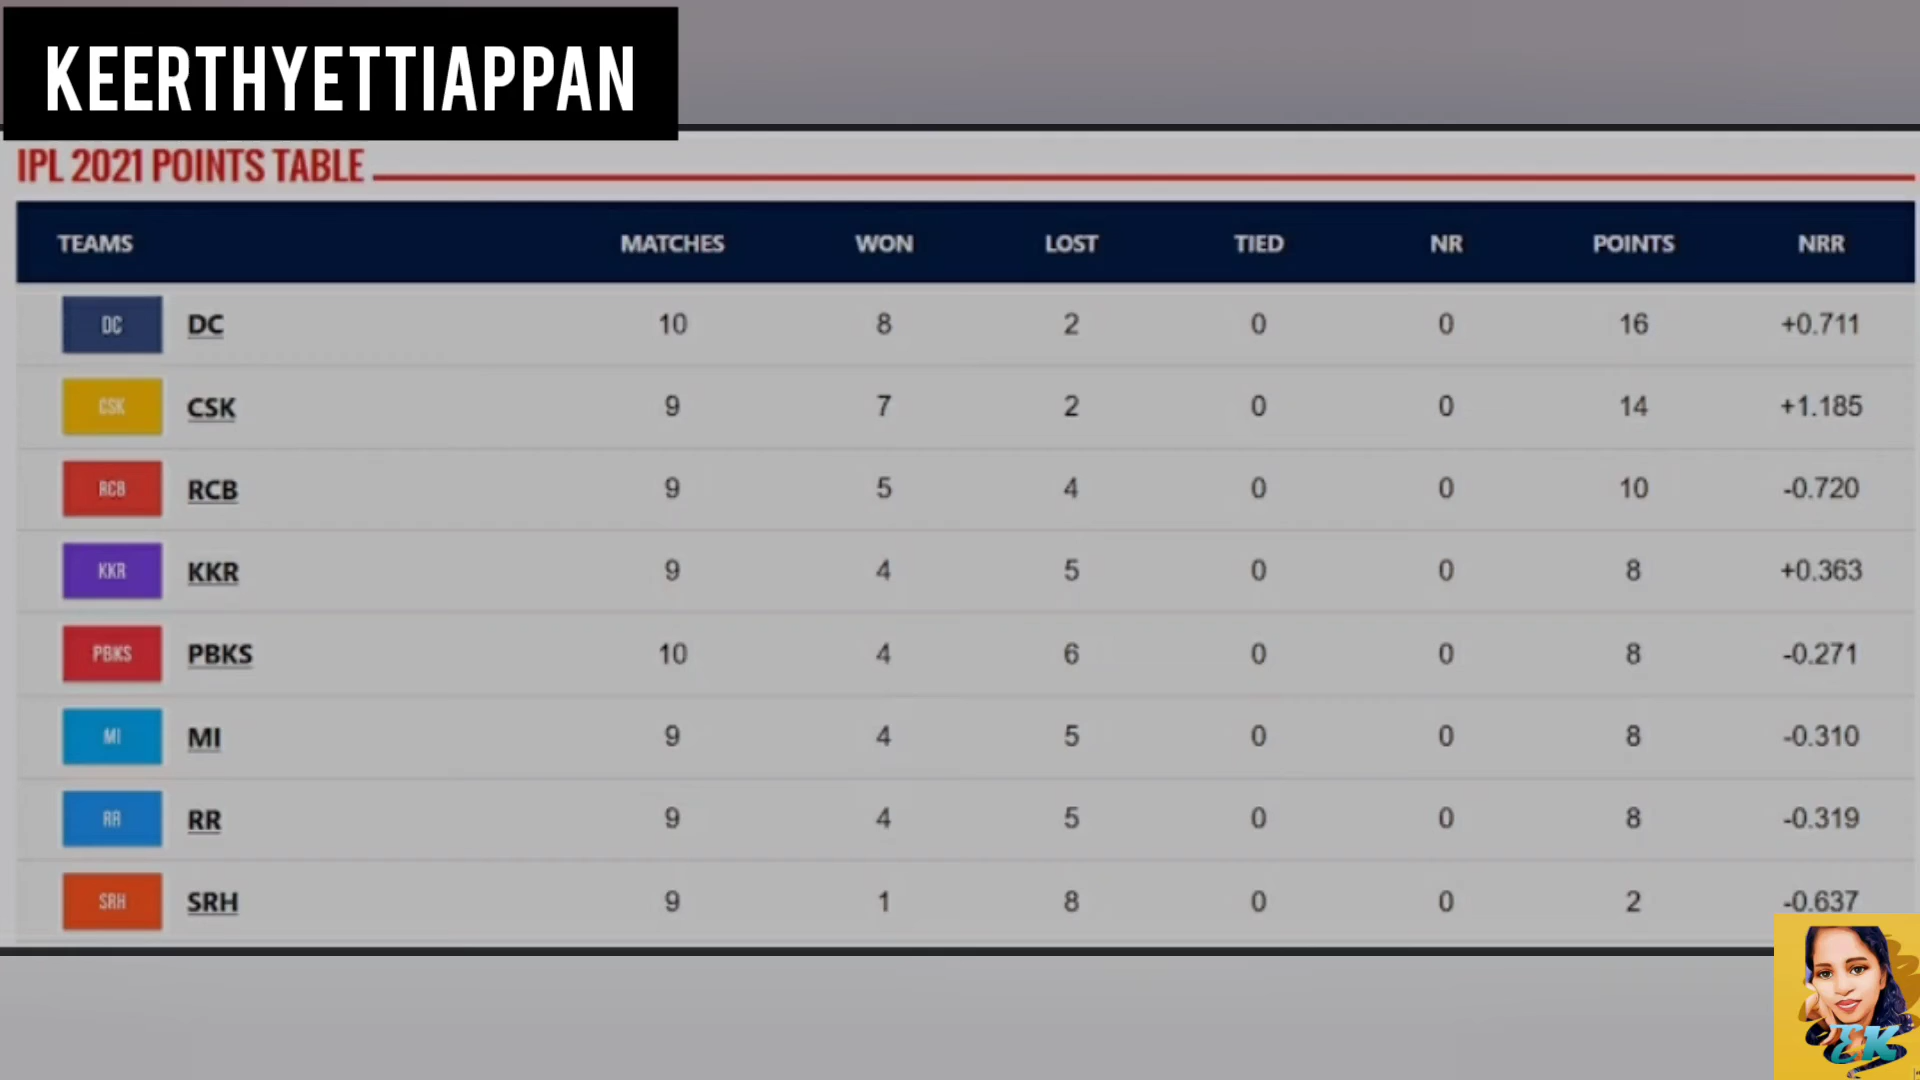 KEERTHYETTIAPPAN
IPL 2021 POINTS TABLE
TEAMS MATCHES WON LOST TIED NR POINTS NRR
DC DC 10 8 2 0 0 16 +0.711
CSK CSK 9 7 2 0 0 14 +1.185
RCB RCB 9 5 4 0 0 10 -0.720
KKR KKR 9 4 5 0 0 8 +0.363
PBKS PBKS 10 4 6 0 0 8 -0.271
MI MI 9 4 5 0 0 8 -0.310
RR RR 9 4 5 0 0 8 -0.319
SRH SRH 9 1 8 0 0 2 -0.637
EK